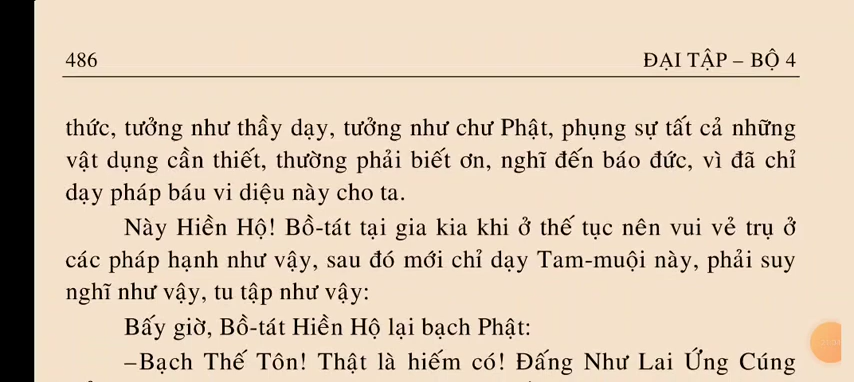 486 ĐẠI TẬP – BỘ 4
thức, tưởng như thầy dạy, tưởng như chư Phật, phụng sự tất cả những
vật dụng cần thiết, thường phải biết ơn, nghĩ đến báo đức, vì đã chỉ
dạy pháp báu vi diệu này cho ta.
Này Hiền Hộ! Bồ-tát tại gia kia khi ở thế tục nên vui vẻ trụ ở
các pháp hạnh như vậy, sau đó mới chỉ dạy Tam-muội này, phải suy
nghĩ như vậy, tu tập như vậy:
Bấy giờ, Bồ-tát Hiền Hộ lại bạch Phật:
–Bạch Thế Tôn! Thật là hiếm có! Đấng Như Lai Ứng Cúng